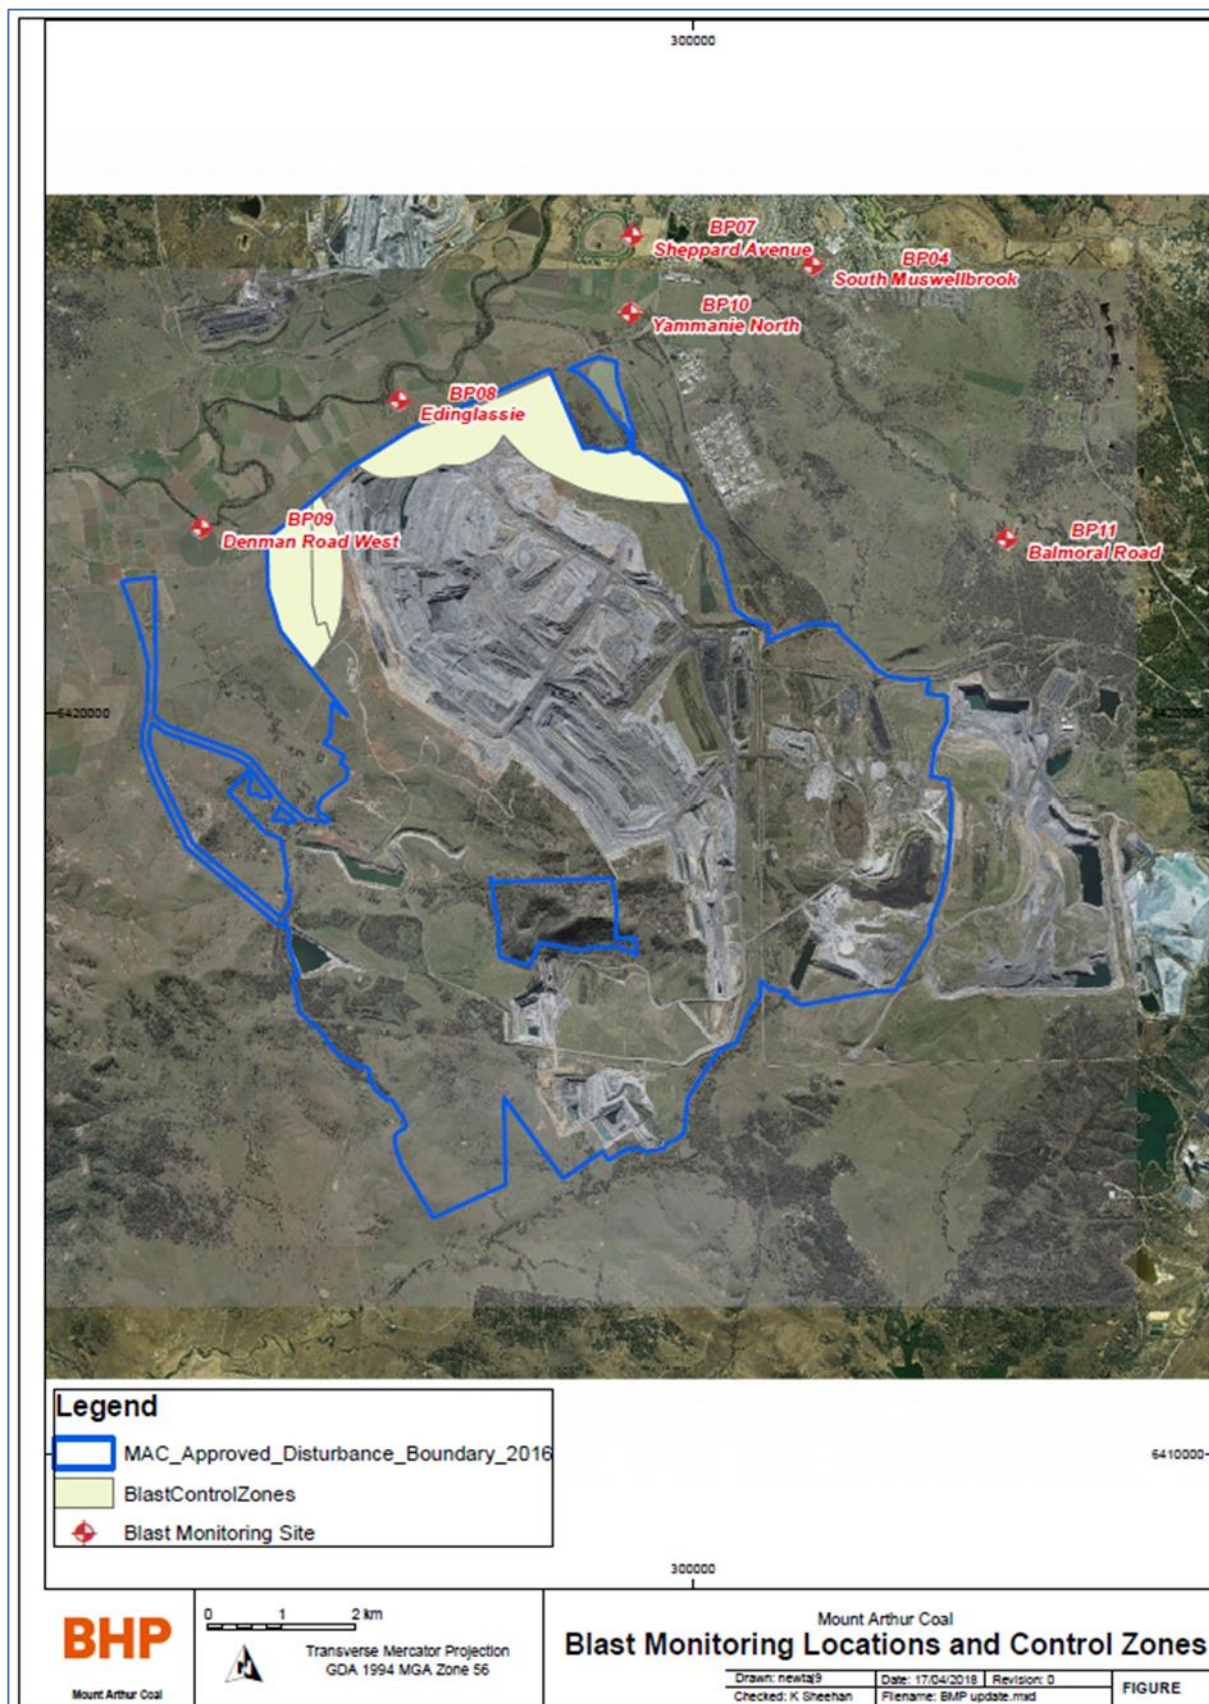 300000
BP07
Sheppard Avenue
BP04
South Muswellbrook
BP10
Yammanie North
BP08
Edinglassie
BP09
Denman Road West
BP11
Balmoral Road
6420000
6420000
Legend
MAC_Approved_Disturbance_Boundary_2016
BlastControlZones
Blast Monitoring Site
6410000
300000
BHP
Mount Arthur Coal
0 1 2 km
N
Transverse Mercator Projection
GDA 1994 MGA Zone 56
Mount Arthur Coal
Blast Monitoring Locations and Control Zones
Drawn: newtaj9 Date: 17/04/2018 Revision: 0
Checked: K Sheehan Filename: BMP update.mxd
FIGURE